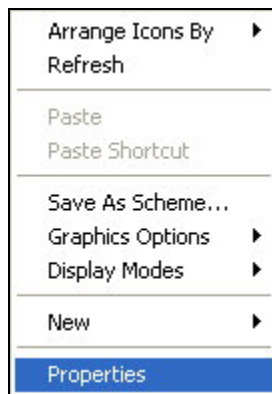 Arrange Icons By
Refresh
Paste
Paste Shortcut
Save As Scheme...
Graphics Options
Display Modes
New
Properties